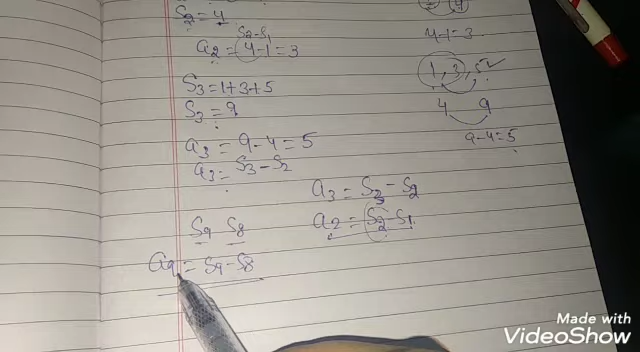 S2 = 4
S2-S1
a2 = 4-1 = 3
4-1=3
S3 = 1+3+5
1, 3, 5
S3 = 9
4 9
a3 = 9-4 = 5
9-4=5
a3 = S3-S2
a3 = S3-S2
S9 S8
a2 = S2-S1
a9 = S9-S8
Made with
VideoShow